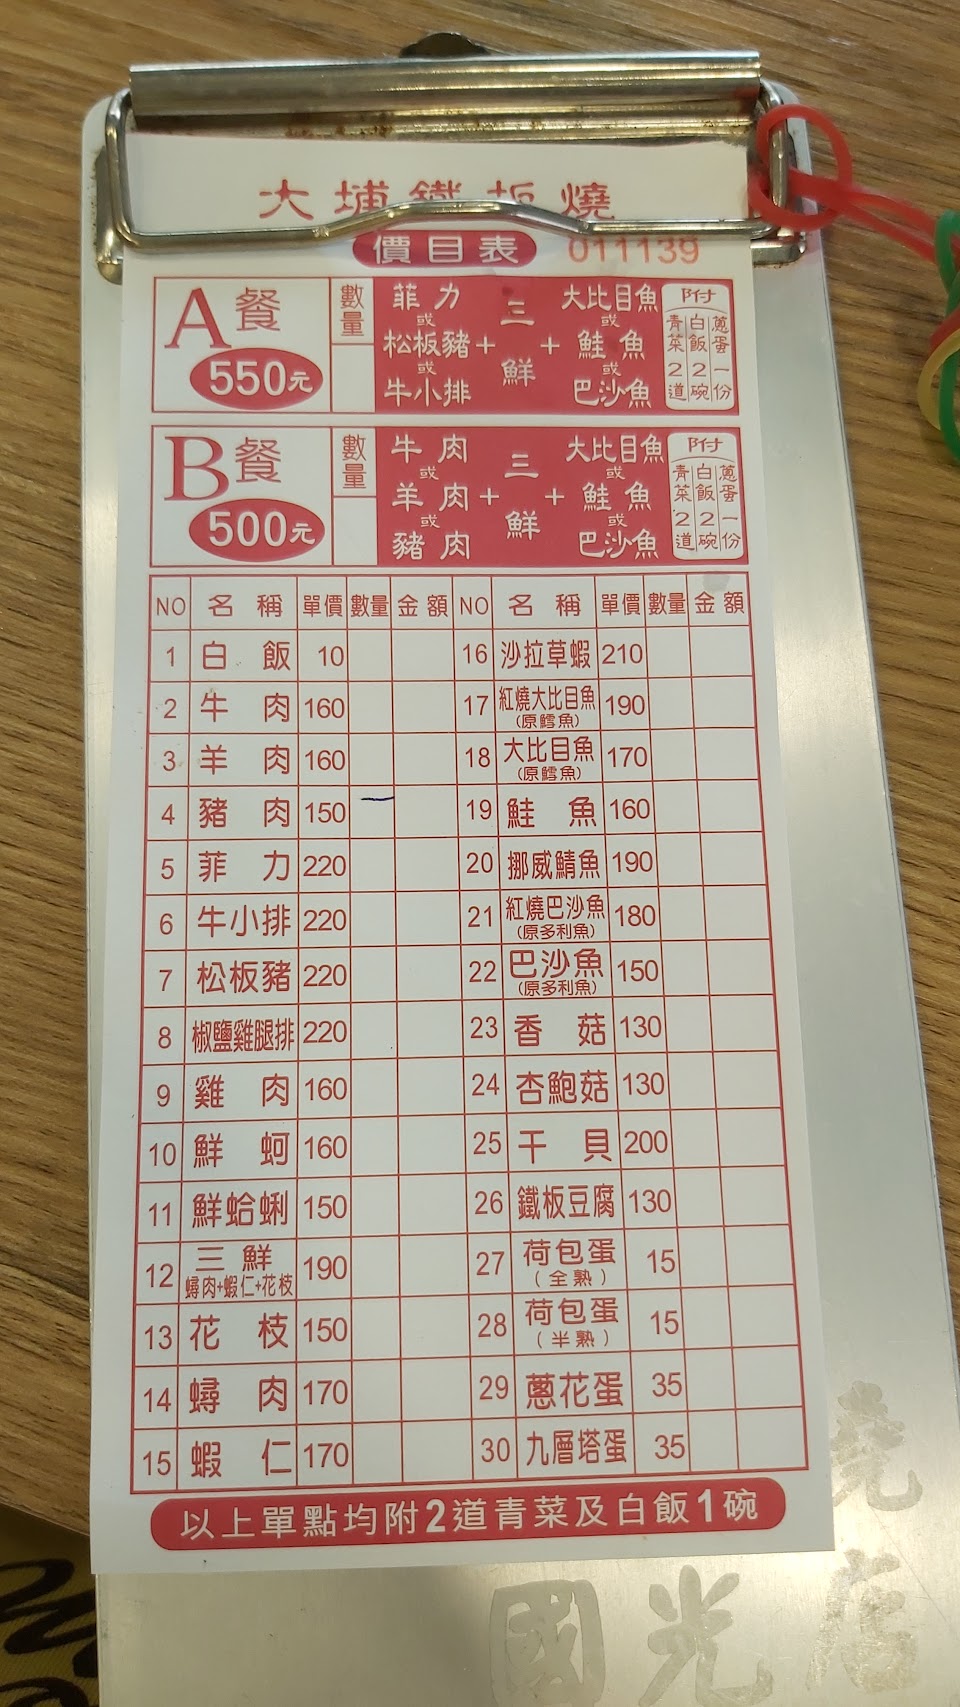 大埔鐵板燒
價目表 011139
A餐 550元 數量
菲力或松板豬或牛小排 + 三鮮 + 大比目魚或鮭魚或巴沙魚
附 青菜2道 白飯2碗 蔥蛋一份
B餐 500元 數量
牛肉或羊肉或豬肉 + 三鮮 + 大比目魚或鮭魚或巴沙魚
附 青菜2道 白飯2碗 蔥蛋一份
NO 名稱 單價 數量 金額 NO 名稱 單價 數量 金額
1 白飯 10 16 沙拉草蝦 210
2 牛肉 160 17 紅燒大比目魚(原鱈魚) 190
3 羊肉 160 18 大比目魚(原鱈魚) 170
4 豬肉 150 一 19 鮭魚 160
5 菲力 220 20 挪威鯖魚 190
6 牛小排 220 21 紅燒巴沙魚(原多利魚) 180
7 松板豬 220 22 巴沙魚(原多利魚) 150
8 椒鹽雞腿排 220 23 香菇 130
9 雞肉 160 24 杏鮑菇 130
10 鮮蚵 160 25 干貝 200
11 鮮蛤蜊 150 26 鐵板豆腐 130
12 三鮮 蟳肉+蝦仁+花枝 190 27 荷包蛋(全熟) 15
13 花枝 150 28 荷包蛋(半熟) 15
14 蟳肉 170 29 蔥花蛋 35
15 蝦仁 170 30 九層塔蛋 35
以上單點均附2道青菜及白飯1碗
燒
國光店